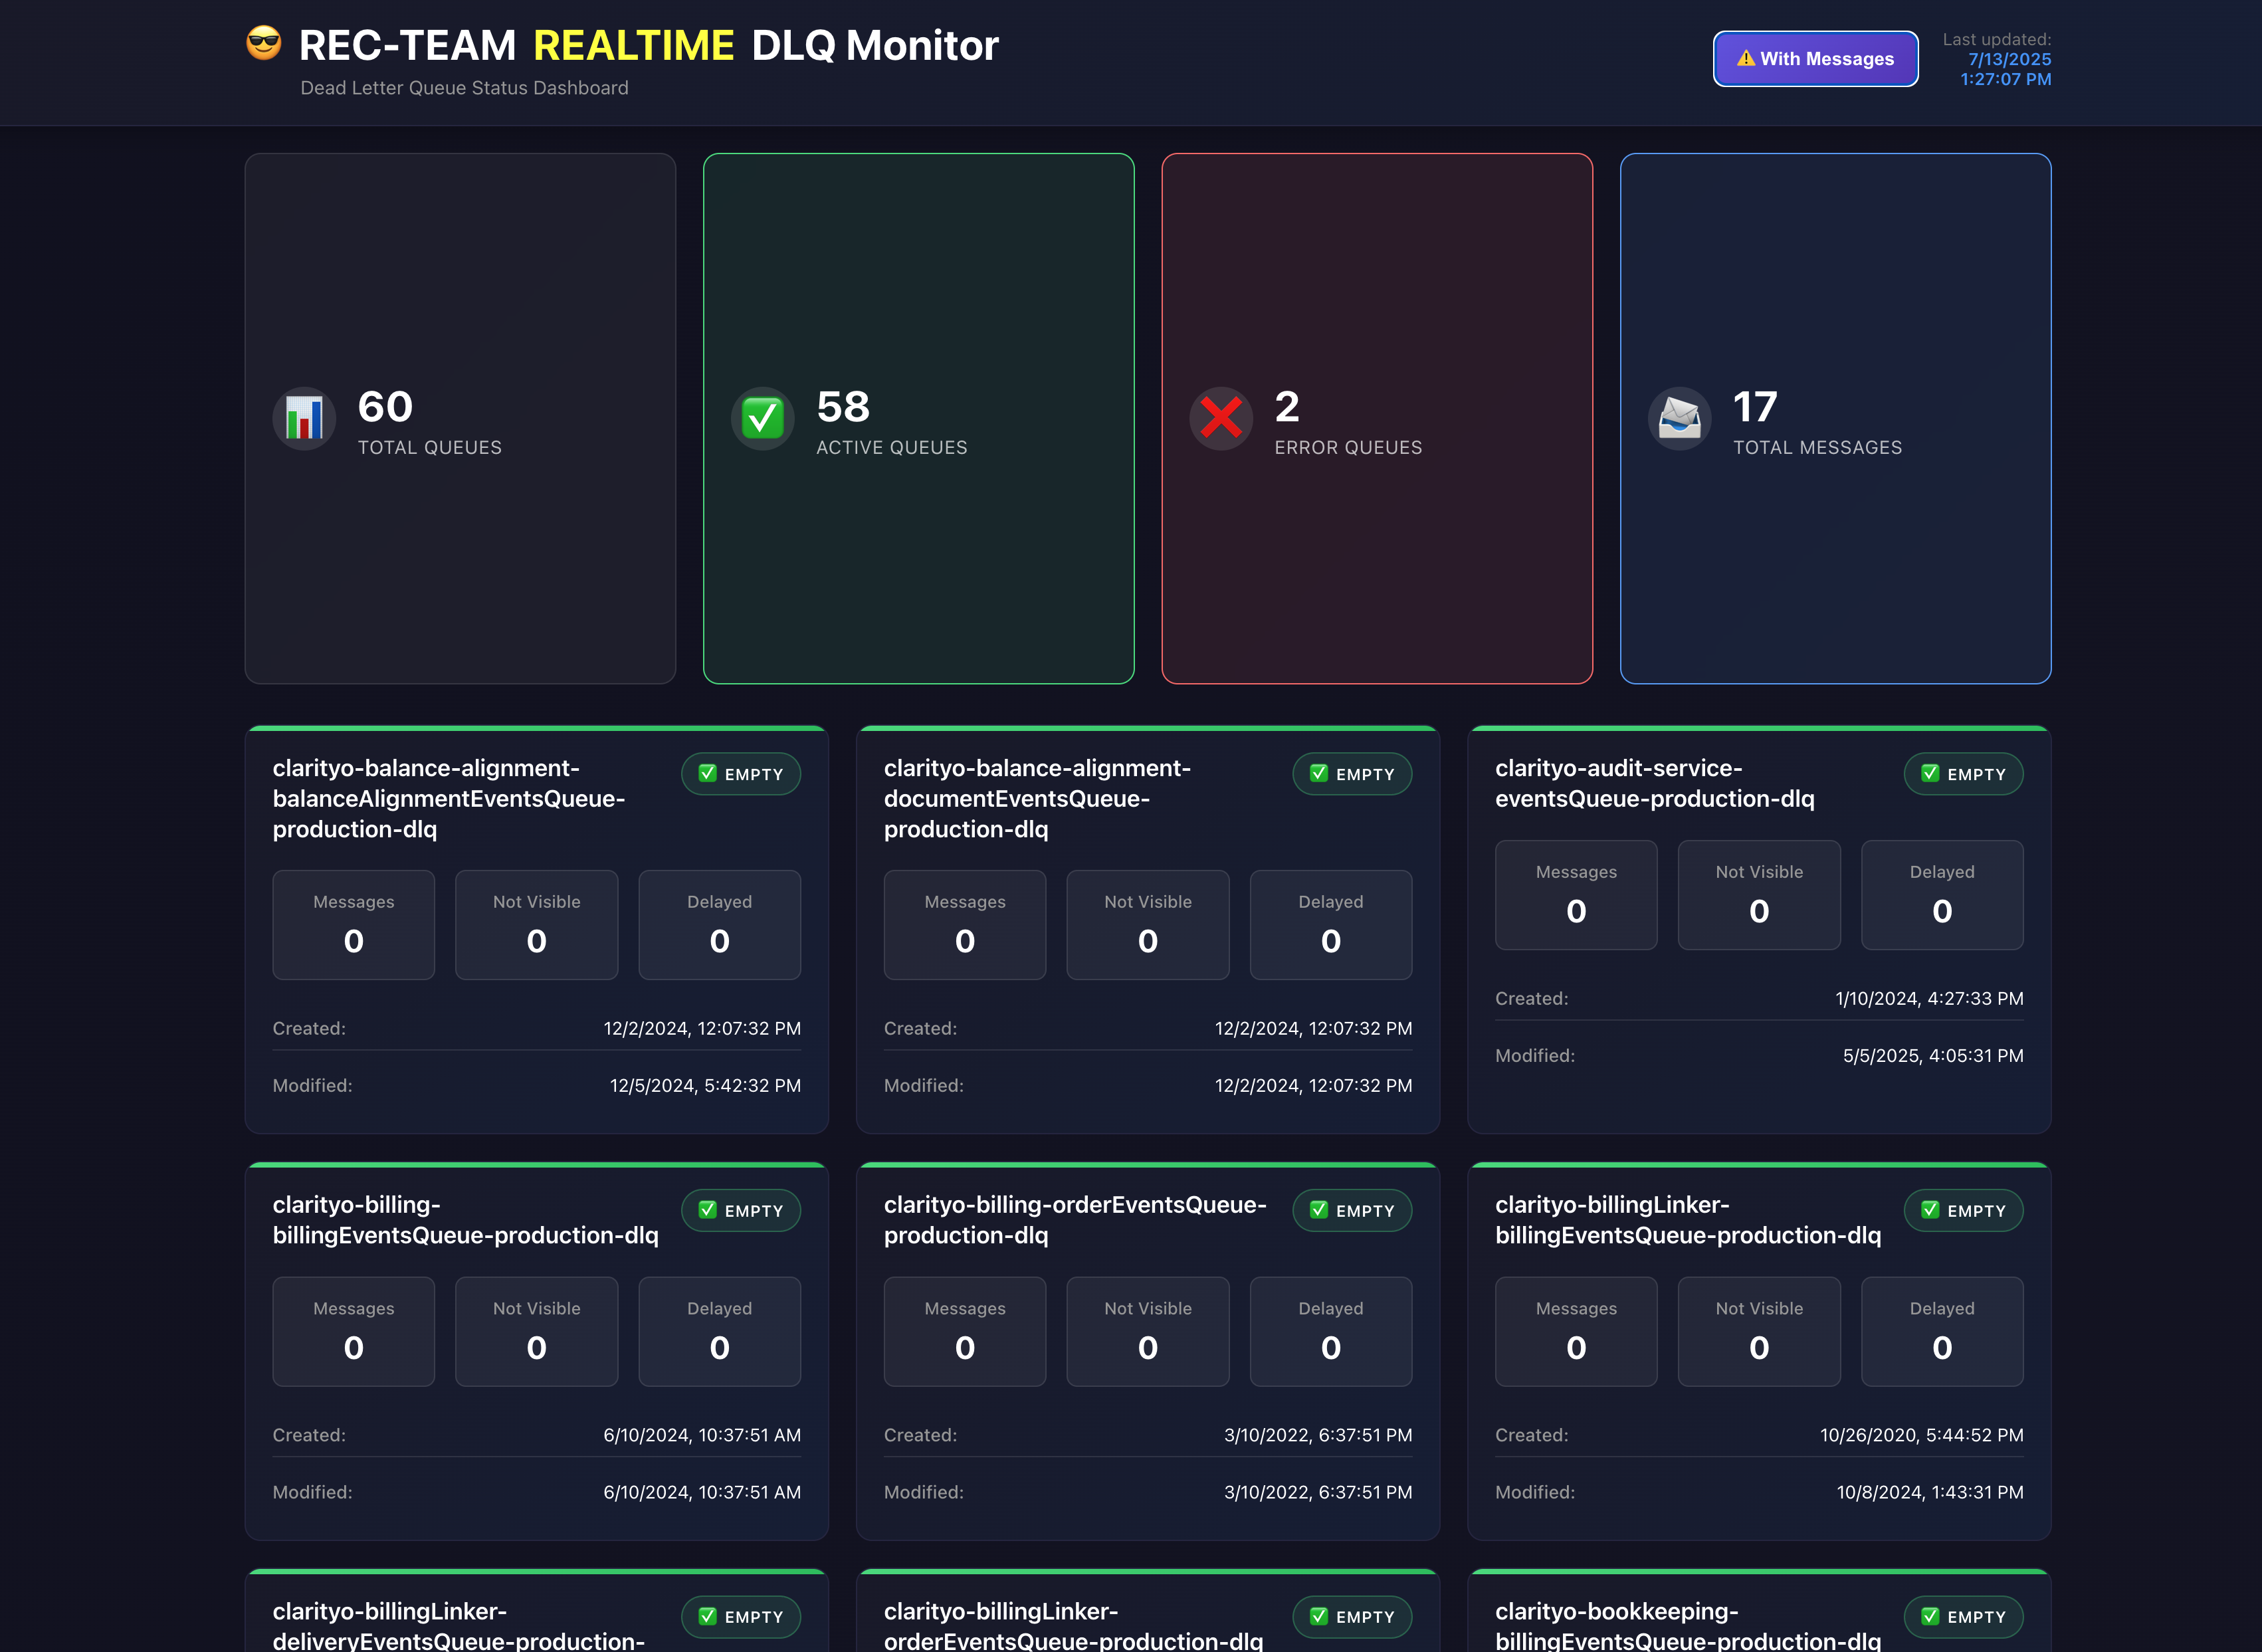 REC-TEAM REALTIME DLQ Monitor
Dead Letter Queue Status Dashboard
With Messages
Last updated:
7/13/2025
1:27:07 PM
60
TOTAL QUEUES
58
ACTIVE QUEUES
2
ERROR QUEUES
17
TOTAL MESSAGES
clarityo-balance-alignment-
balanceAlignmentEventsQueue-
production-dlq
EMPTY
Messages Not Visible Delayed
0 0 0
Created: 12/2/2024, 12:07:32 PM
Modified: 12/5/2024, 5:42:32 PM
clarityo-balance-alignment-
documentEventsQueue-
production-dlq
EMPTY
Messages Not Visible Delayed
0 0 0
Created: 12/2/2024, 12:07:32 PM
Modified: 12/2/2024, 12:07:32 PM
clarityo-audit-service-
eventsQueue-production-dlq
EMPTY
Messages Not Visible Delayed
0 0 0
Created: 1/10/2024, 4:27:33 PM
Modified: 5/5/2025, 4:05:31 PM
clarityo-billing-
billingEventsQueue-production-dlq
EMPTY
Messages Not Visible Delayed
0 0 0
Created: 6/10/2024, 10:37:51 AM
Modified: 6/10/2024, 10:37:51 AM
clarityo-billing-orderEventsQueue-
production-dlq
EMPTY
Messages Not Visible Delayed
0 0 0
Created: 3/10/2022, 6:37:51 PM
Modified: 3/10/2022, 6:37:51 PM
clarityo-billingLinker-
billingEventsQueue-production-dlq
EMPTY
Messages Not Visible Delayed
0 0 0
Created: 10/26/2020, 5:44:52 PM
Modified: 10/8/2024, 1:43:31 PM
clarityo-billingLinker-
deliveryEventsQueue-production-
EMPTY
clarityo-billingLinker-
orderEventsQueue-production-dlq
EMPTY
clarityo-bookkeeping-
billingEventsQueue-production-dlq
EMPTY